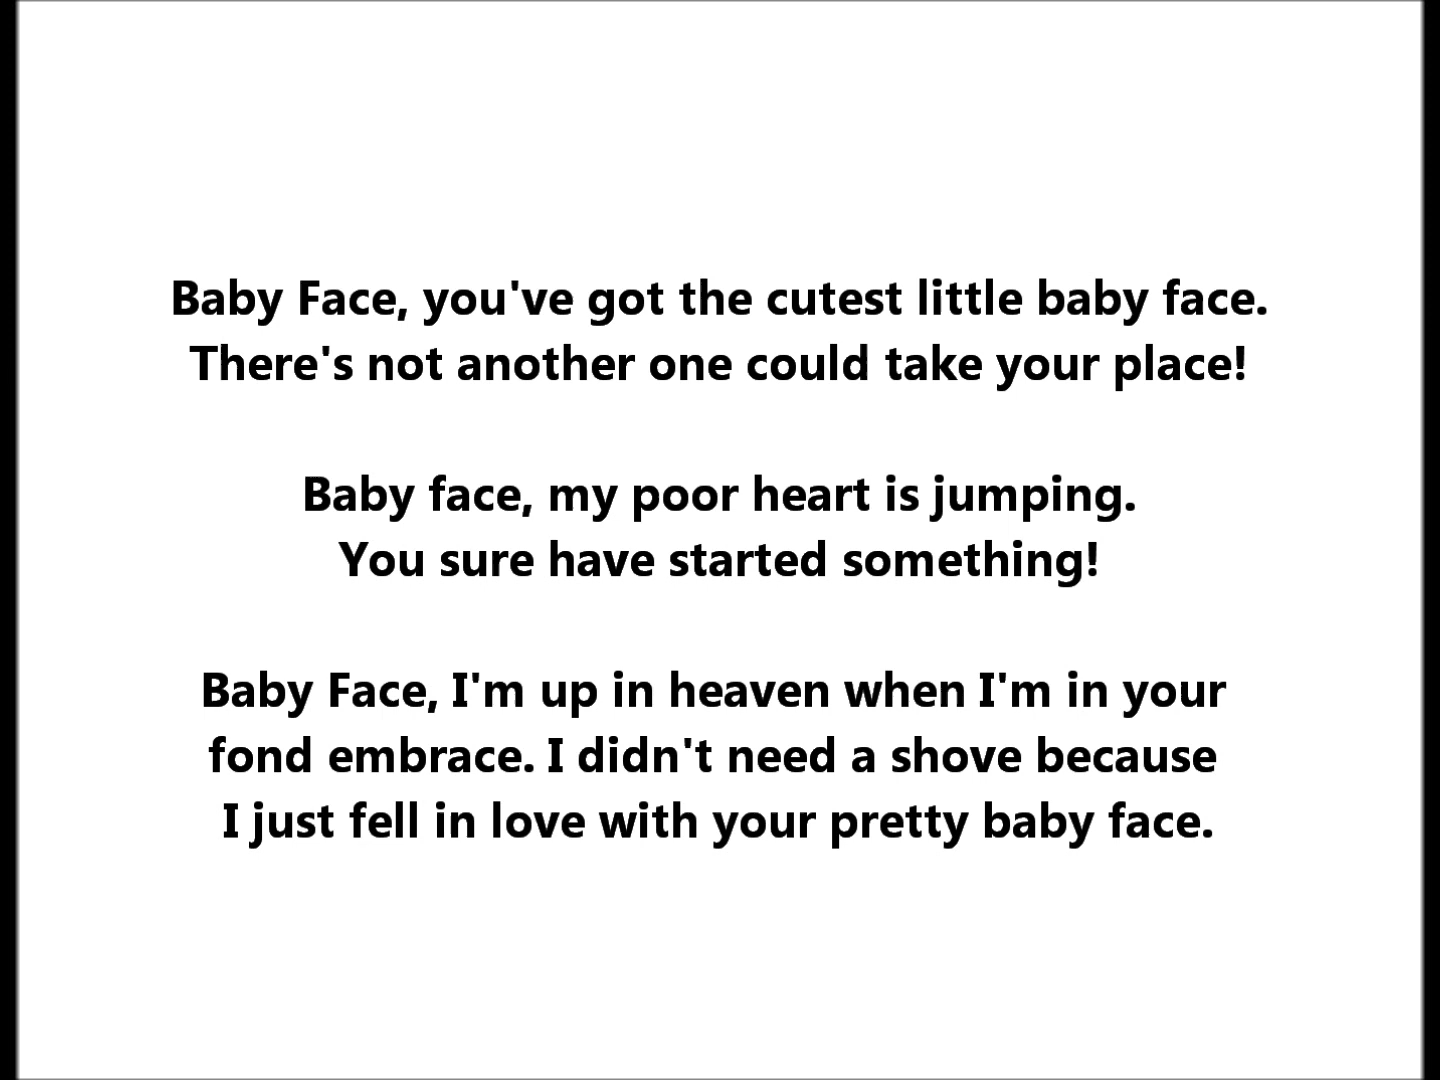 Baby Face, you've got the cutest little baby face.
There's not another one could take your place!
Baby face, my poor heart is jumping.
You sure have started something!
Baby Face, I'm up in heaven when I'm in your
fond embrace. I didn't need a shove because
I just fell in love with your pretty baby face.